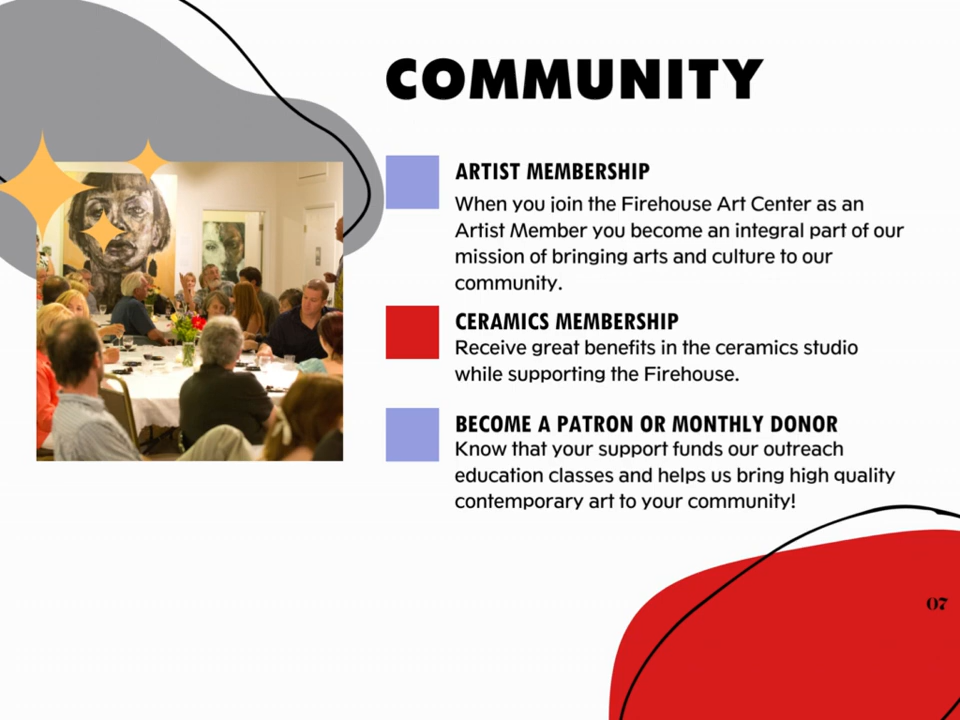 COMMUNITY
ARTIST MEMBERSHIP
When you join the Firehouse Art Center as an
Artist Member you become an integral part of our
mission of bringing arts and culture to our
community.
CERAMICS MEMBERSHIP
Receive great benefits in the ceramics studio
while supporting the Firehouse.
BECOME A PATRON OR MONTHLY DONOR
Know that your support funds our outreach
education classes and helps us bring high quality
contemporary art to your community!
07